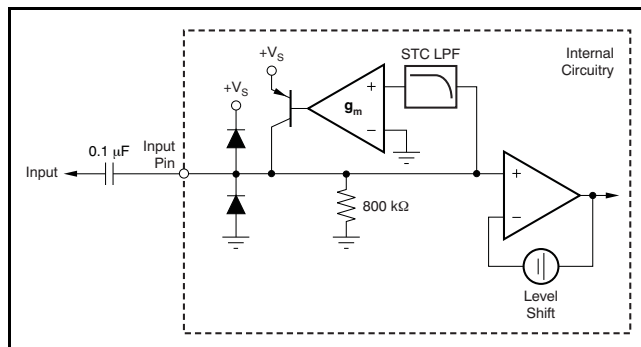 +V_S
STC LPF
Internal
Circuitry
+V_S
g_m
+
−
0.1 µF
Input
Pin
Input
800 kΩ
+
−
Level
Shift